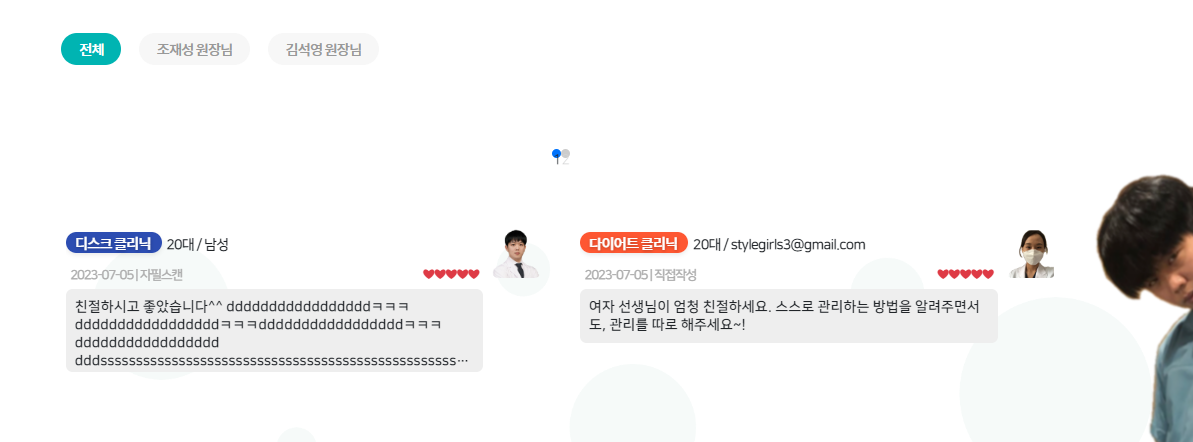 전체 조재성 원장님 김석영 원장님
1 2
디스크 클리닉 20대 / 남성
2023-07-05 | 자필스캔
친절하시고 좋았습니다^^ ddddddddddddddddddㅋㅋㅋ
ddddddddddddddddddㅋㅋㅋddddddddddddddddddㅋㅋㅋ
dddddddddddddddddd
dddsssssssssssssssssssssssssssssssssssssssssssssssssss…
다이어트 클리닉 20대 / stylegirls3@gmail.com
2023-07-05 | 직접작성
여자 선생님이 엄청 친절하세요. 스스로 관리하는 방법을 알려주면서
도, 관리를 따로 해주세요~!